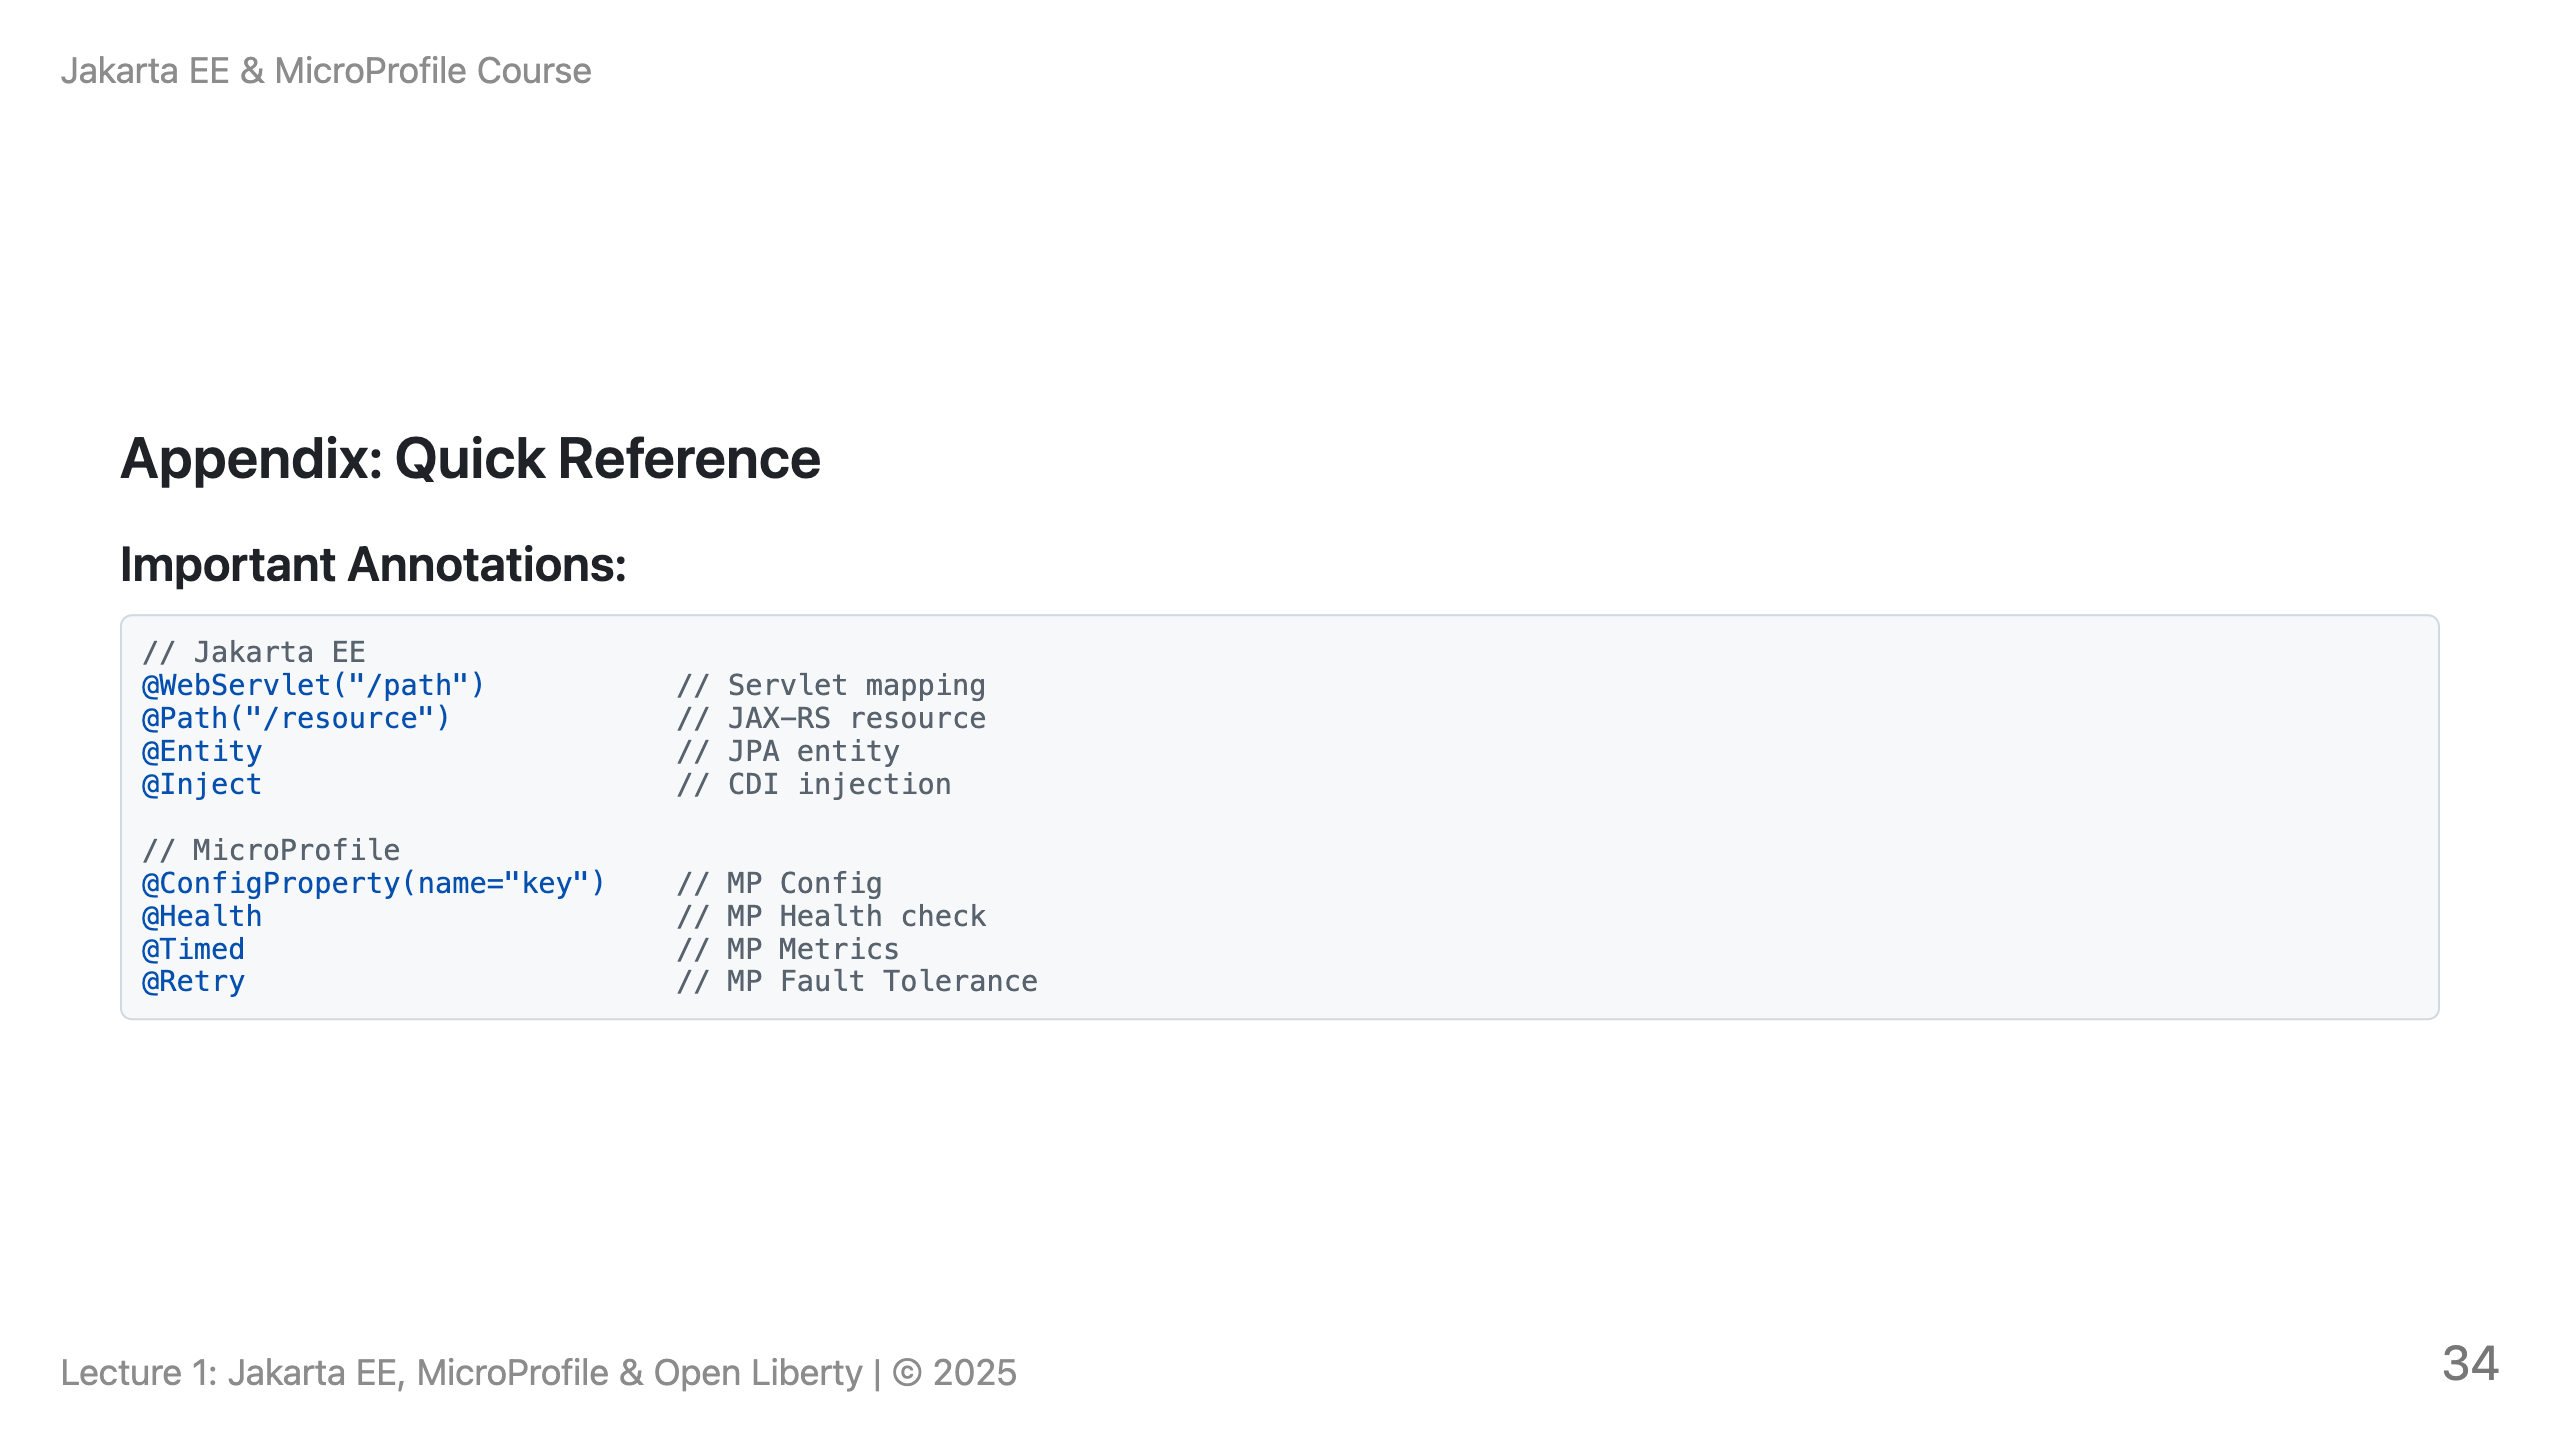 Jakarta EE & MicroProfile Course
Appendix: Quick Reference
Important Annotations:
// Jakarta EE
@WebServlet("/path")           // Servlet mapping
@Path("/resource")             // JAX-RS resource
@Entity                        // JPA entity
@Inject                        // CDI injection
// MicroProfile
@ConfigProperty(name="key")    // MP Config
@Health                        // MP Health check
@Timed                         // MP Metrics
@Retry                         // MP Fault Tolerance
Lecture 1: Jakarta EE, MicroProfile & Open Liberty | © 2025
34